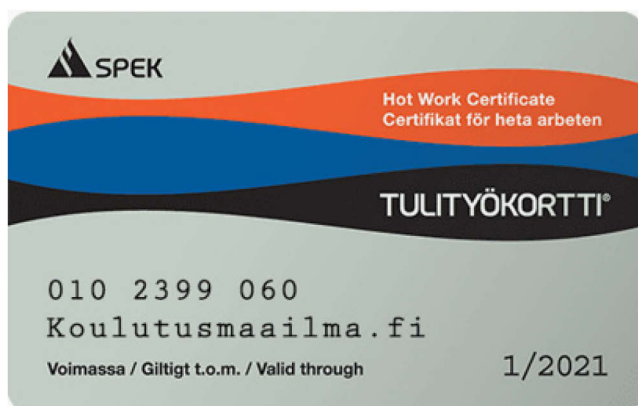 SPEK
Hot Work Certificate
Certifikat för heta arbeten
TULITYÖKORTTI®
010 2399 060
Koulutusmaailma.fi
Voimassa / Giltigt t.o.m. / Valid through
1/2021